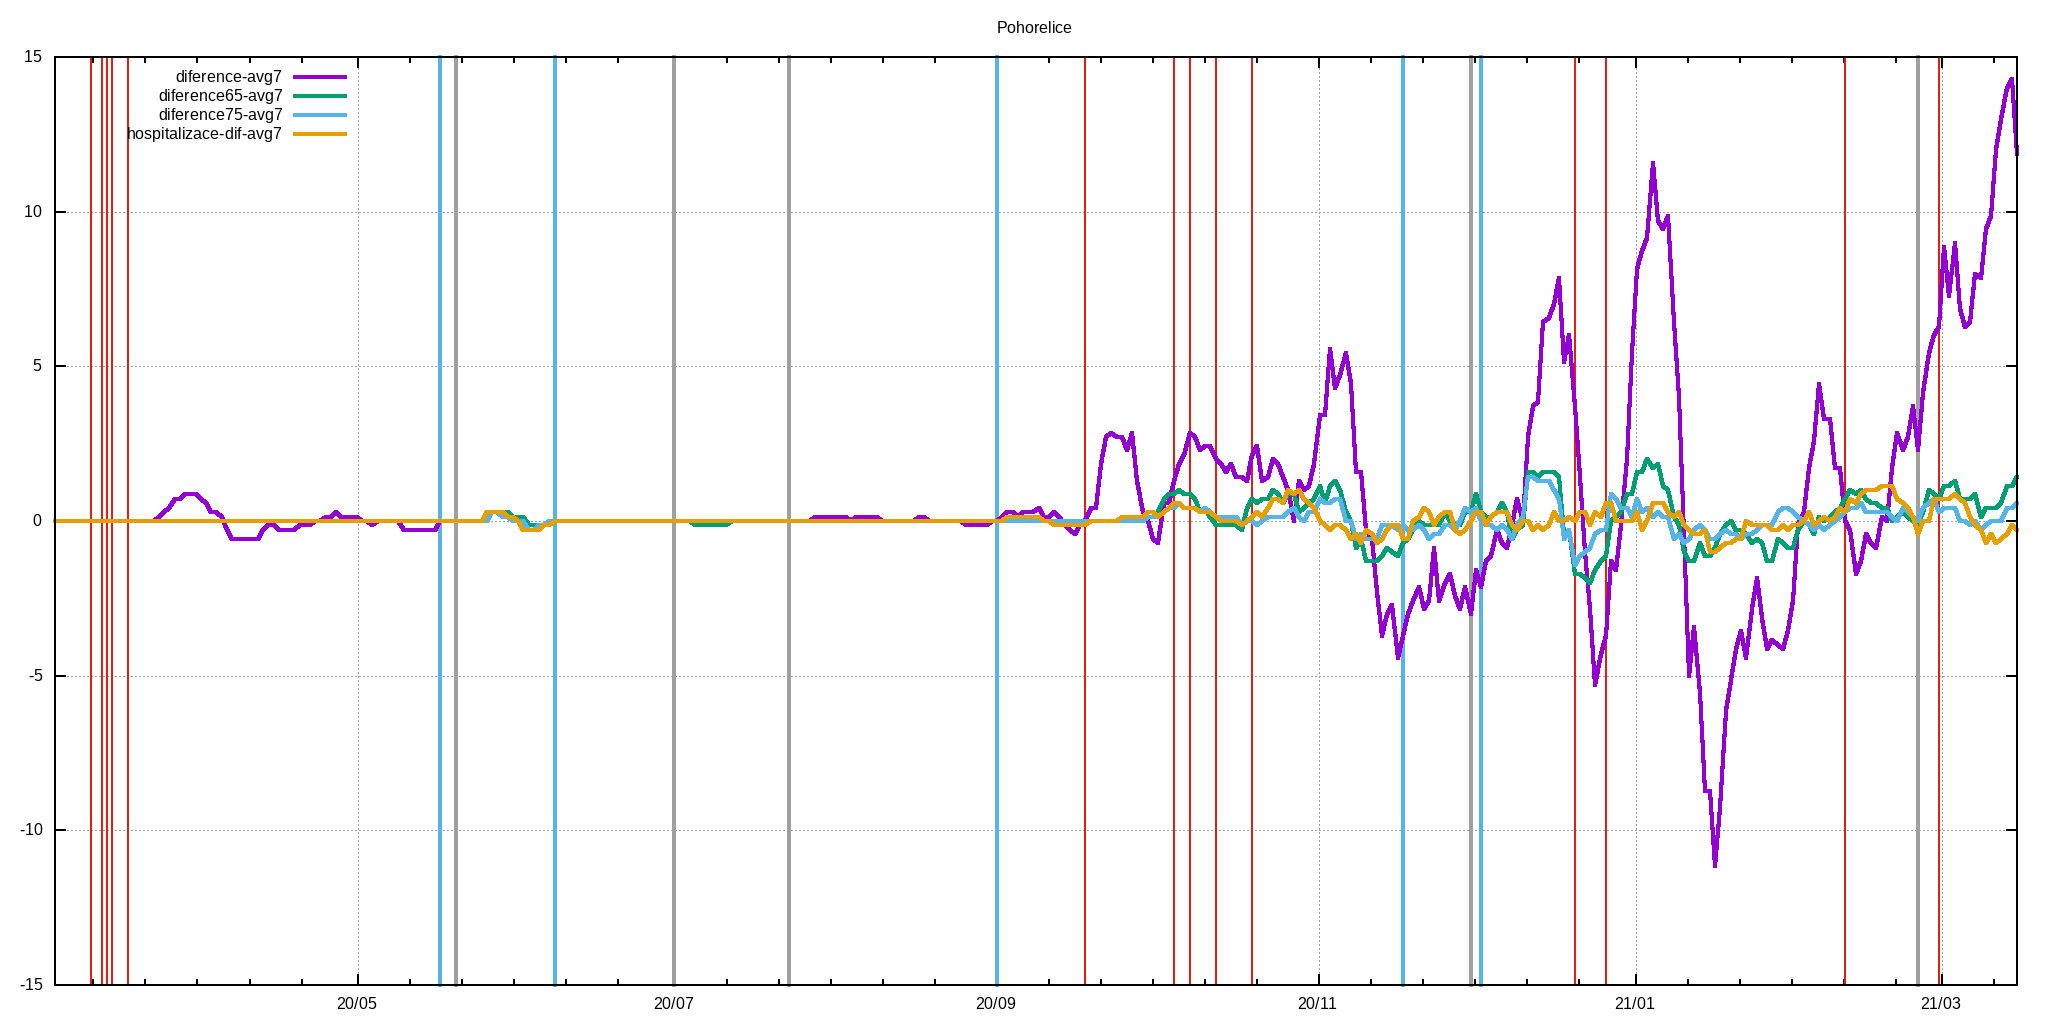 Pohorelice
15
10
5
0
-5
-10
-15
diference-avg7
diference65-avg7
diference75-avg7
hospitalizace-dif-avg7
20/05
20/07
20/09
20/11
21/01
21/03